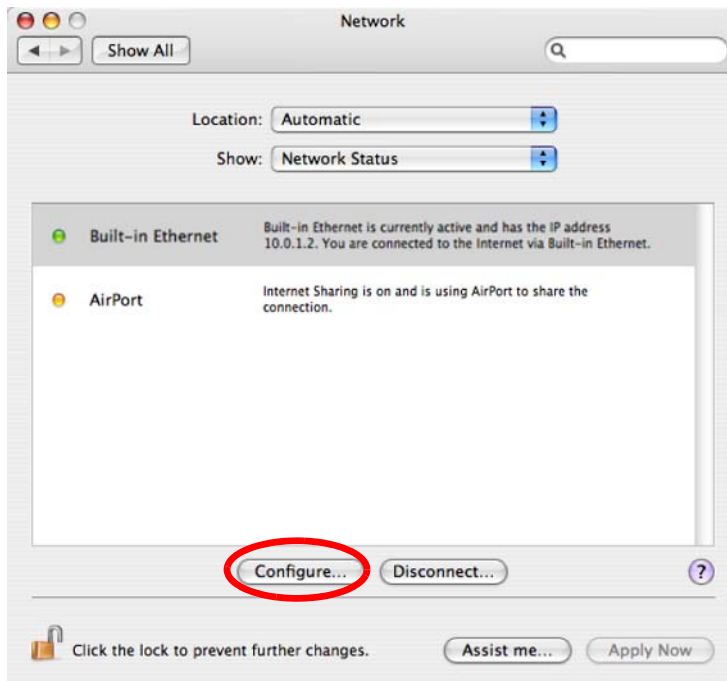 Network
Show All
Location: Automatic
Show: Network Status
Built-in Ethernet
Built-in Ethernet is currently active and has the IP address
10.0.1.2. You are connected to the Internet via Built-in Ethernet.
AirPort
Internet Sharing is on and is using AirPort to share the
connection.
Configure... Disconnect... ?
Click the lock to prevent further changes. Assist me... Apply Now